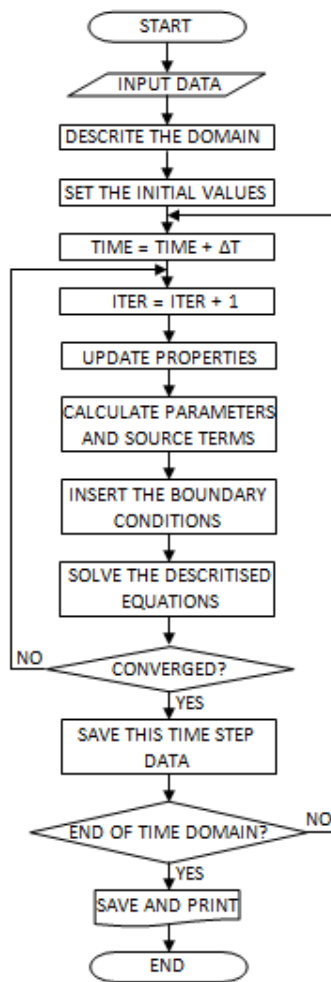 START
INPUT DATA
DESCRITE THE DOMAIN
SET THE INITIAL VALUES
TIME = TIME + ΔT
ITER = ITER + 1
UPDATE PROPERTIES
CALCULATE PARAMETERS
AND SOURCE TERMS
INSERT THE BOUNDARY
CONDITIONS
SOLVE THE DESCRITISED
EQUATIONS
NO
CONVERGED?
YES
SAVE THIS TIME STEP
DATA
END OF TIME DOMAIN?
NO
YES
SAVE AND PRINT
END